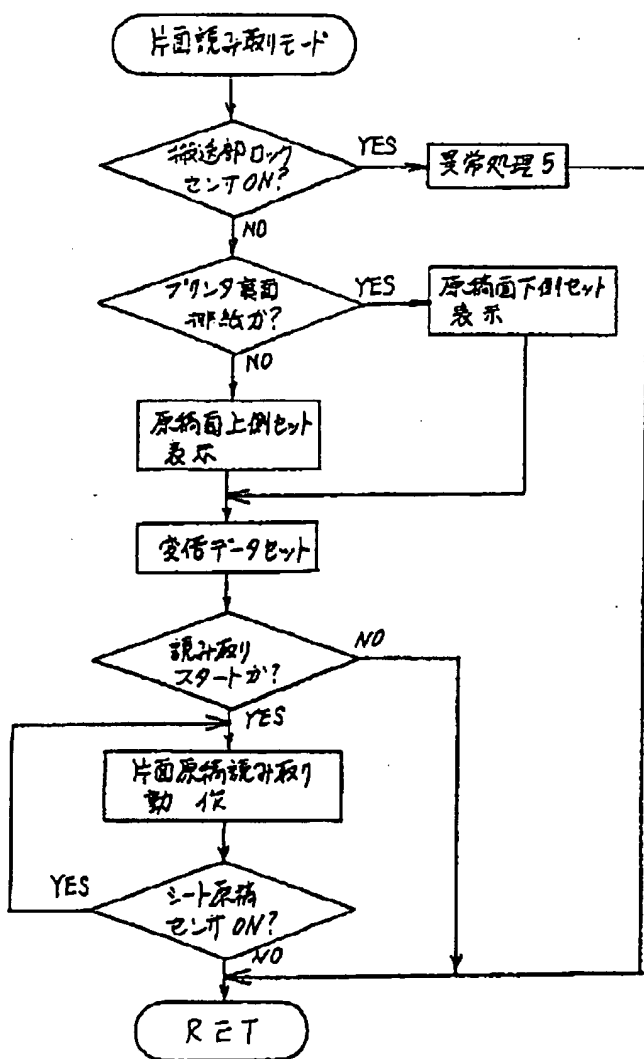 片面読み取りモード
搬送部ロック
センサON?
YES
異常処理5
NO
プリンタ裏面
排紙か?
YES
原稿面下側セット
表示
NO
原稿面上側セット
表示
変倍データセット
読み取り
スタートか?
NO
YES
片面原稿読み取り
動作
YES
シート原稿
センサON?
NO
RET